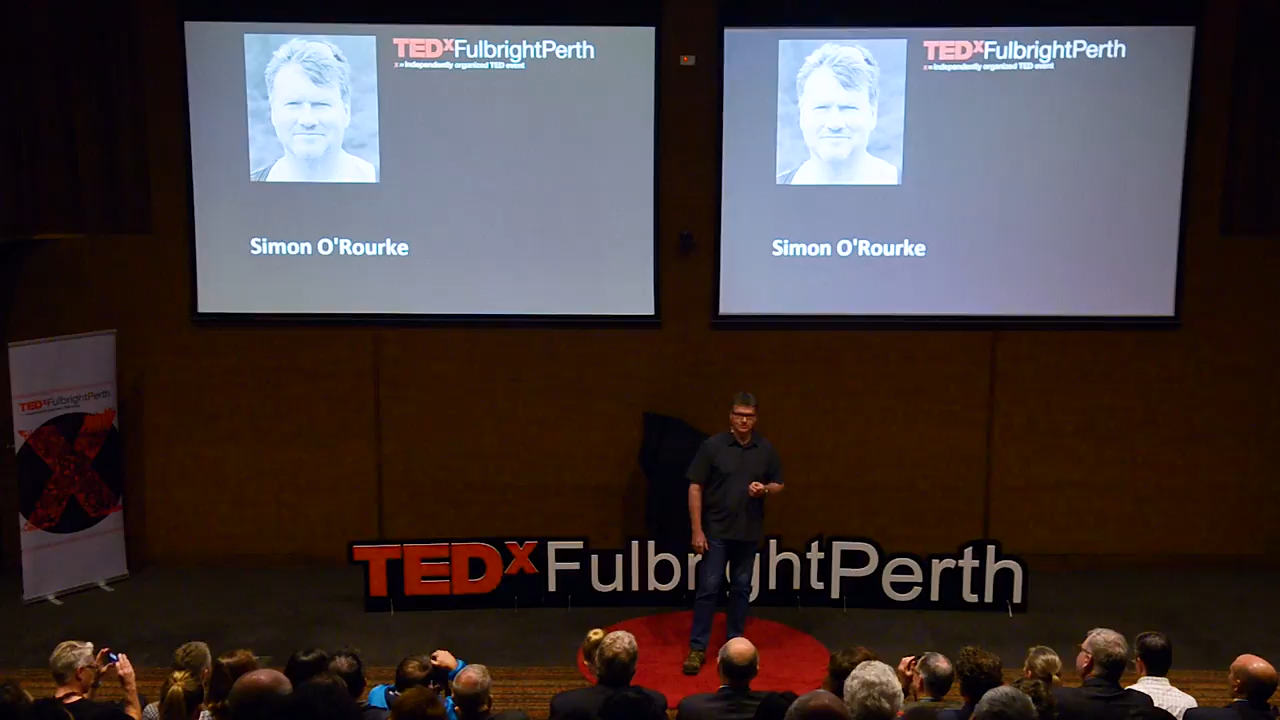 TEDxFulbrightPerth
x = independently organized TED event
Simon O'Rourke
TEDxFulbrightPerth
x = independently organized TED event
Simon O'Rourke
TEDxFulbrightPerth
TEDxFulbrightPerth